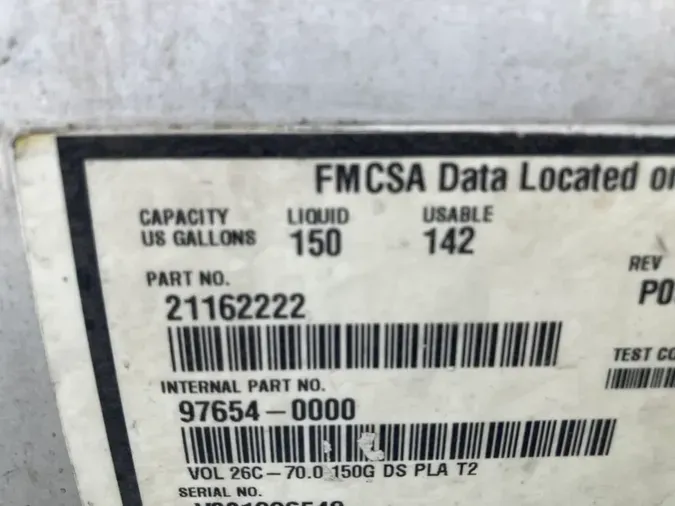 FMCSA Data Located on
CAPACITY LIQUID USABLE
US GALLONS 150 142
PART NO. REV
21162222
TEST CO
INTERNAL PART NO.
97654-0000
VOL 26C-70.0 150G DS PLA T2
SERIAL NO.